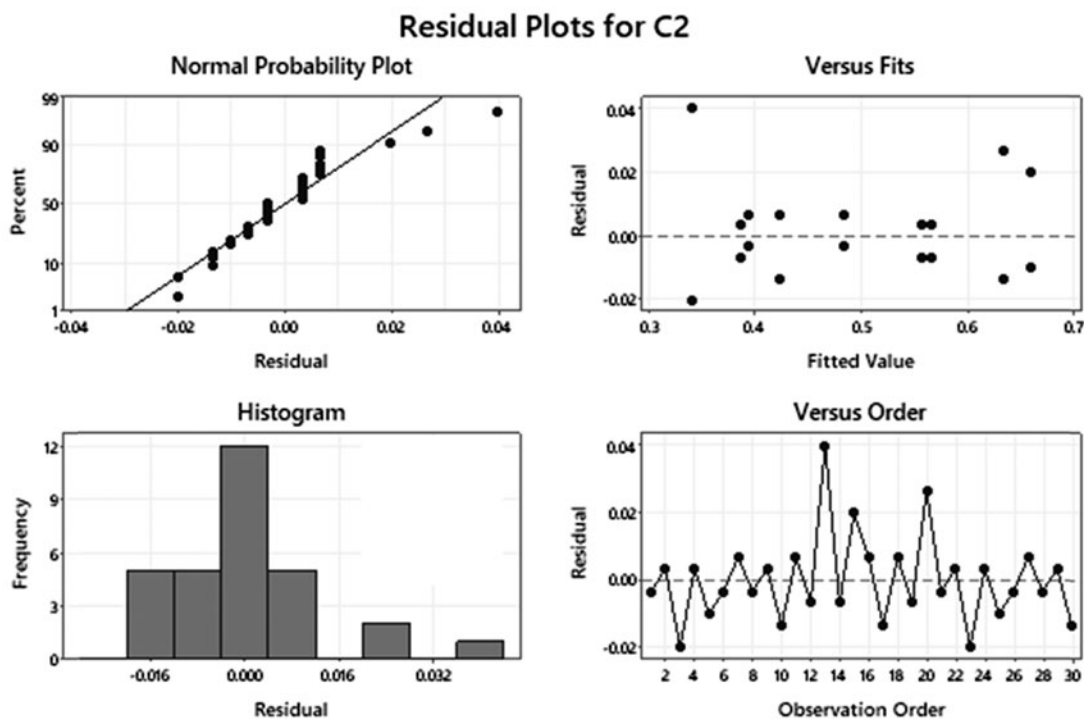 Residual Plots for C2
Normal Probability Plot
99
90
50
10
1
Percent
-0.04 -0.02 0.00 0.02 0.04
Residual
Versus Fits
0.04
0.02
0.00
-0.02
Residual
0.3 0.4 0.5 0.6 0.7
Fitted Value
Histogram
12
9
6
3
0
Frequency
-0.016 0.000 0.016 0.032
Residual
Versus Order
0.04
0.02
0.00
-0.02
Residual
2 4 6 8 10 12 14 16 18 20 22 24 26 28 30
Observation Order